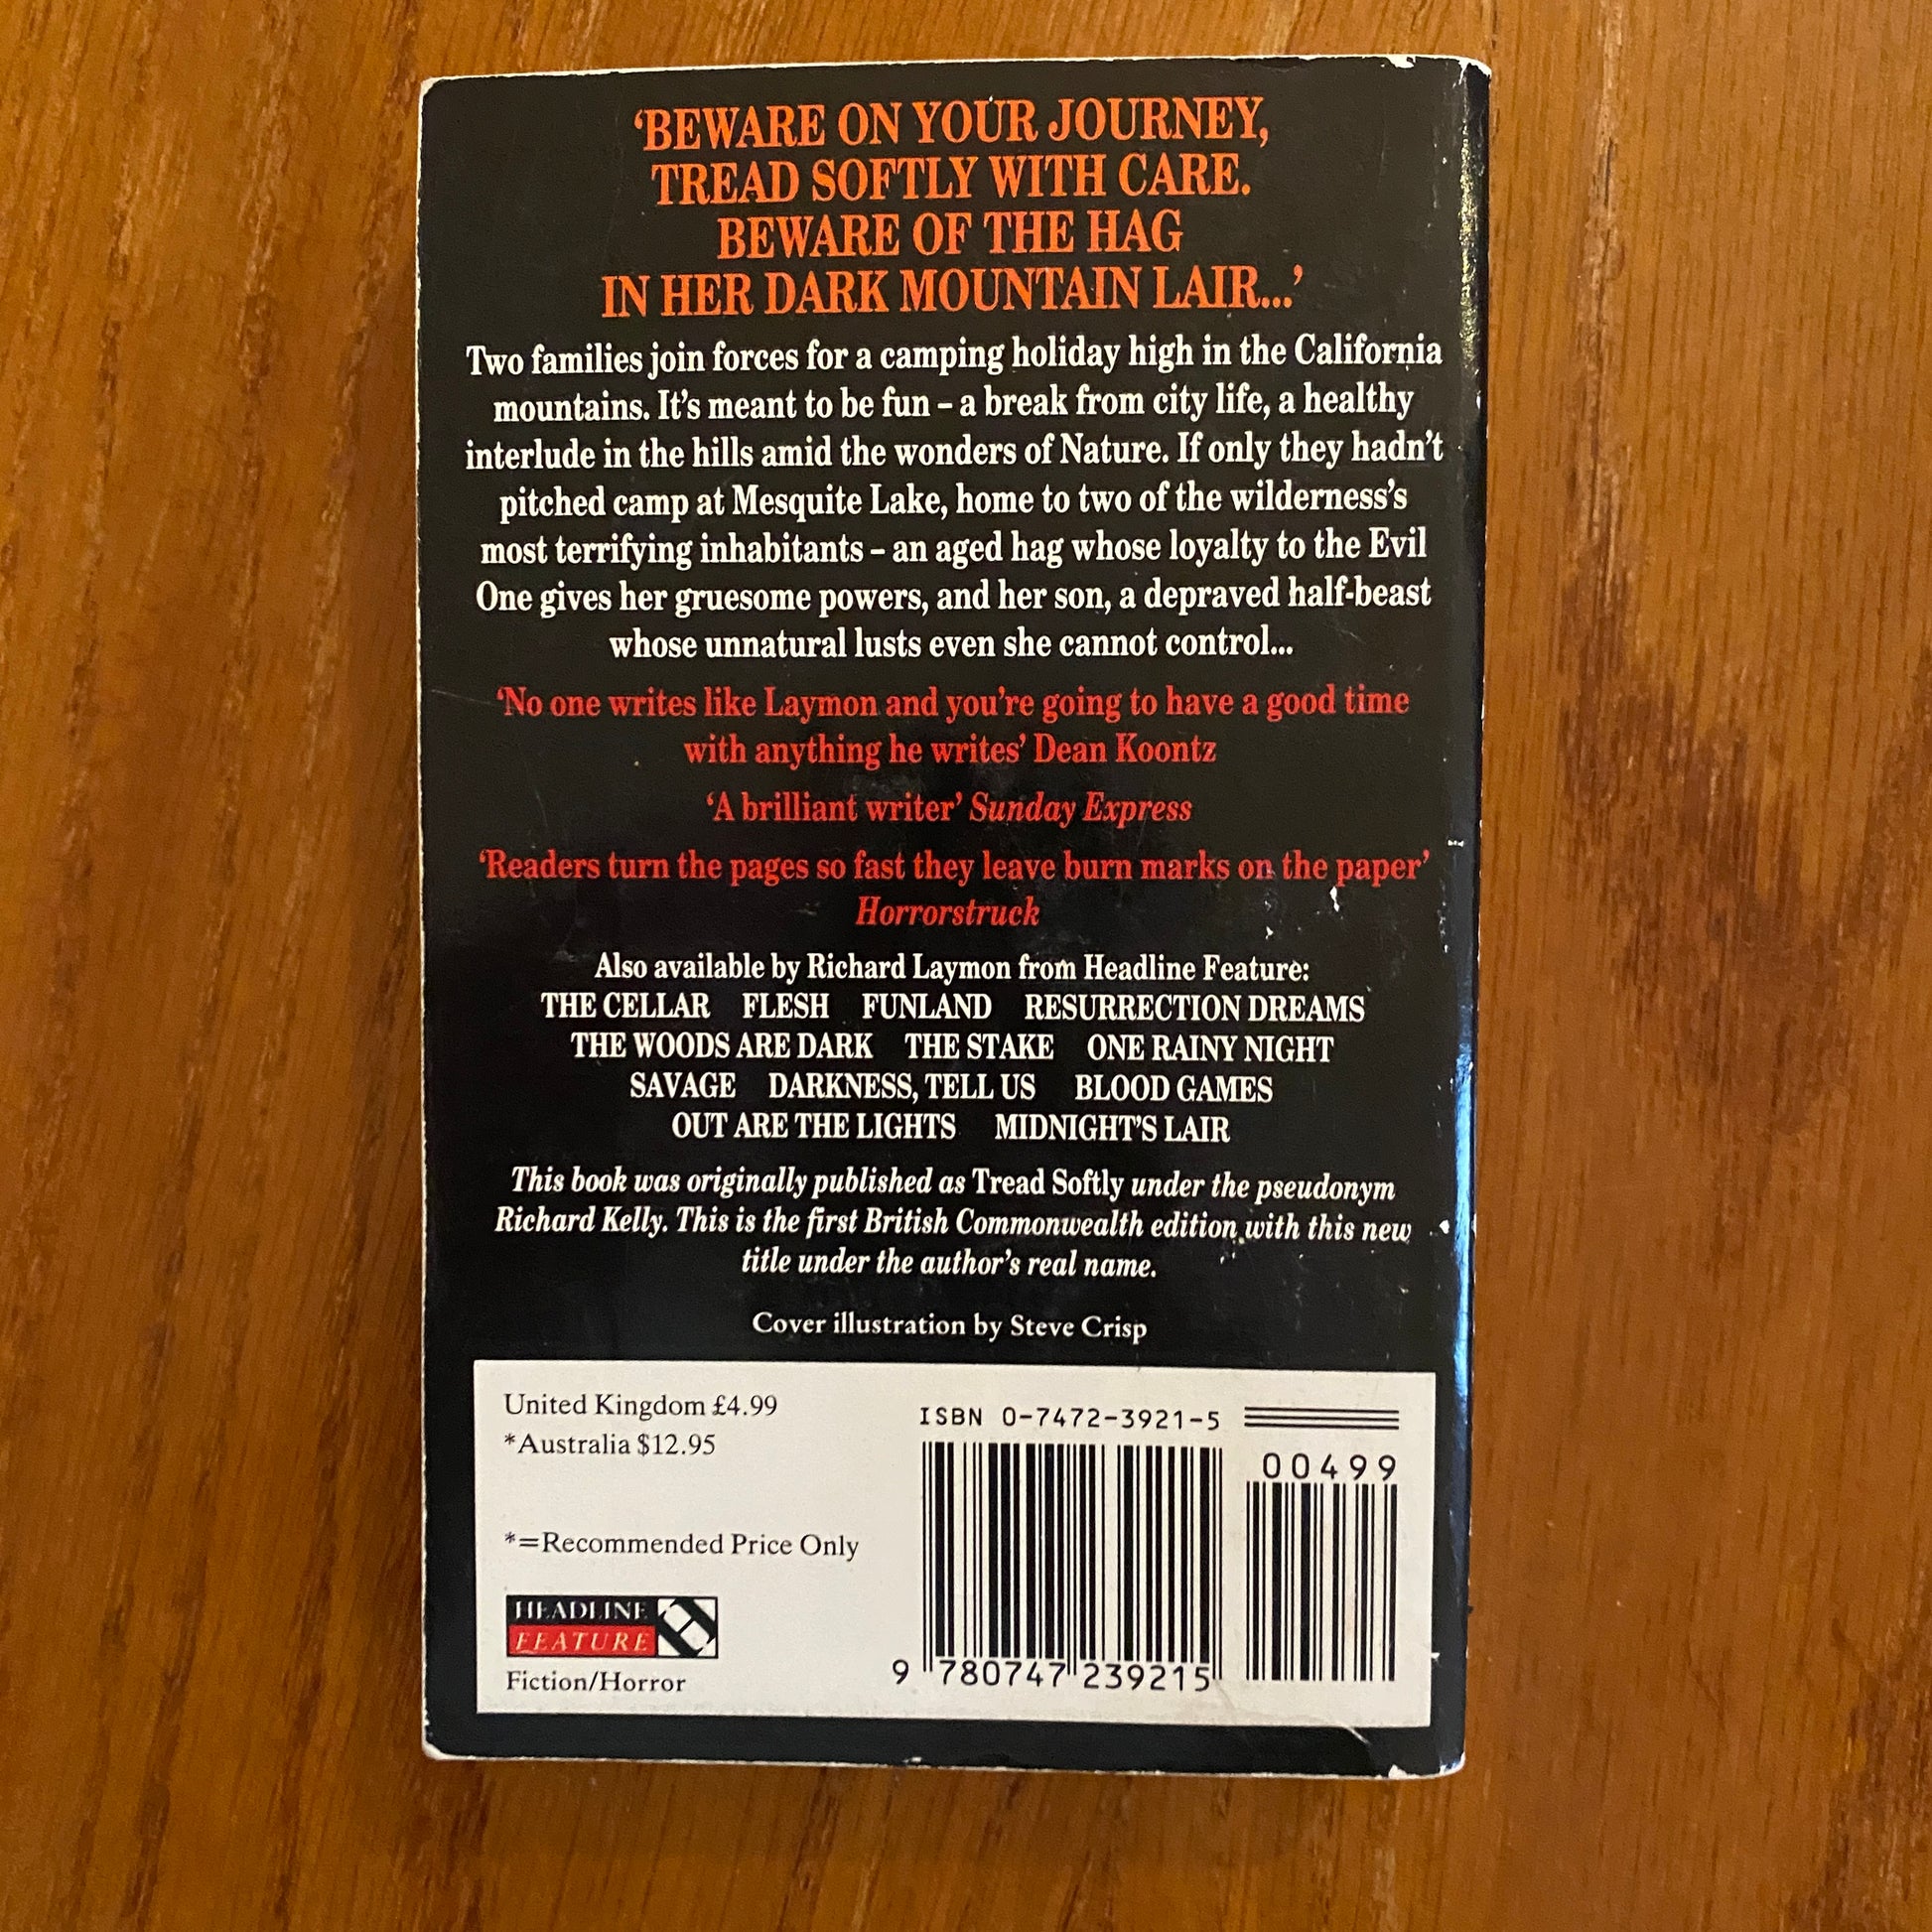 ‘BEWARE ON YOUR JOURNEY,
TREAD SOFTLY WITH CARE.
BEWARE OF THE HAG
IN HER DARK MOUNTAIN LAIR...’
Two families join forces for a camping holiday high in the California
mountains. It’s meant to be fun – a break from city life, a healthy
interlude in the hills amid the wonders of Nature. If only they hadn’t
pitched camp at Mesquite Lake, home to two of the wilderness’s
most terrifying inhabitants – an aged hag whose loyalty to the Evil
One gives her gruesome powers, and her son, a depraved half-beast
whose unnatural lusts even she cannot control...
‘No one writes like Laymon and you’re going to have a good time
with anything he writes’ Dean Koontz
‘A brilliant writer’ Sunday Express
‘Readers turn the pages so fast they leave burn marks on the paper’
Horrorstruck
Also available by Richard Laymon from Headline Feature:
THE CELLAR FLESH FUNLAND RESURRECTION DREAMS
THE WOODS ARE DARK THE STAKE ONE RAINY NIGHT
SAVAGE DARKNESS, TELL US BLOOD GAMES
OUT ARE THE LIGHTS MIDNIGHT’S LAIR
This book was originally published as Tread Softly under the pseudonym
Richard Kelly. This is the first British Commonwealth edition with this new
title under the author’s real name.
Cover illustration by Steve Crisp
United Kingdom £4.99
*Australia $12.95
*=Recommended Price Only
HEADLINE
FEATURE
Fiction/Horror
ISBN 0-7472-3921-5
00499
9 780747 239215